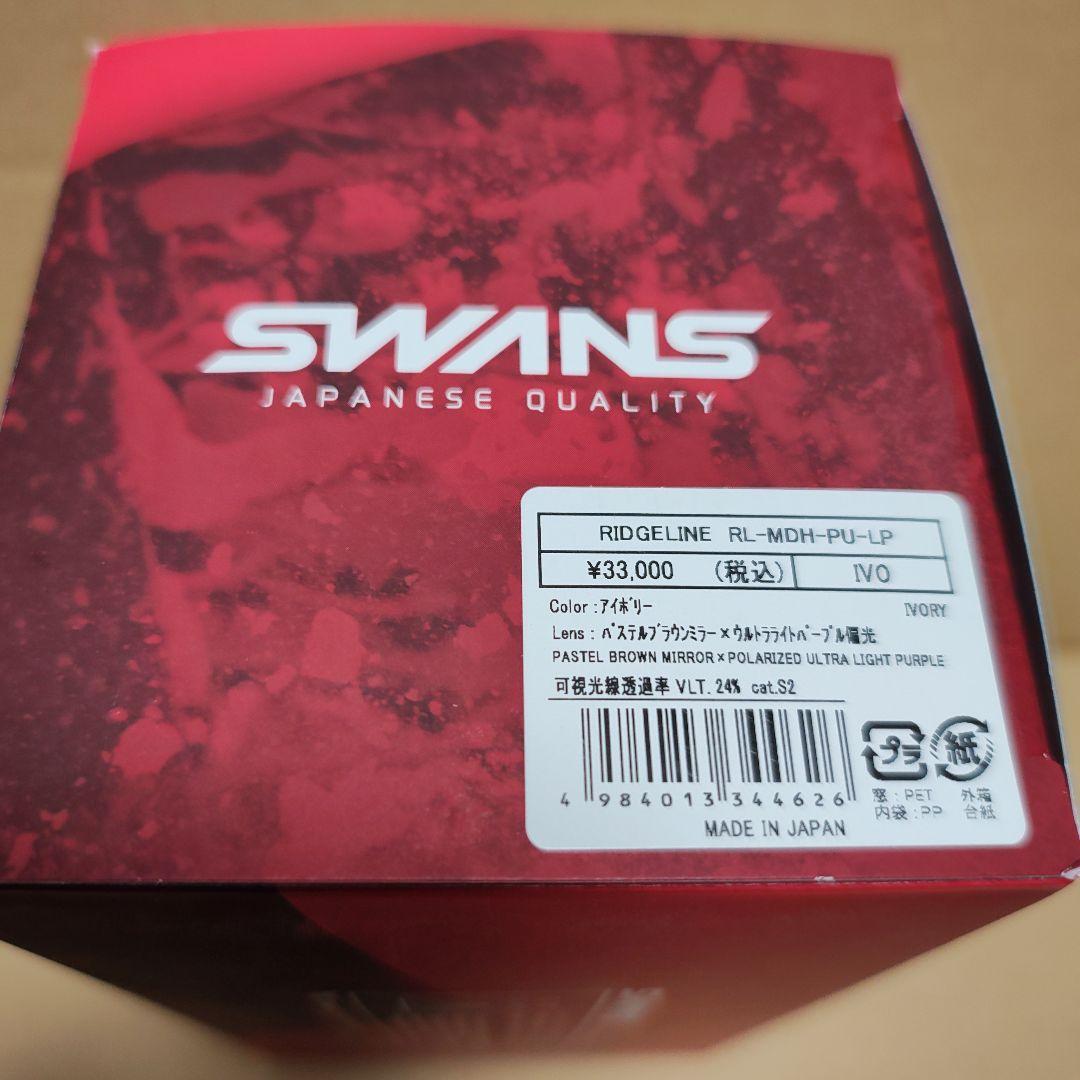 SWANS
JAPANESE QUALITY
RIDGELINE RL-MDH-PU-LP
¥33,000 (税込) IVO
Color :アイボリー IVORY
Lens : パステルブラウンミラー×ウルトラライトパープル偏光
PASTEL BROWN MIRROR×POLARIZED ULTRA LIGHT PURPLE
可視光線透過率 VLT. 24% cat.S2
4 984013 344626
プラ 紙
窓:PET 外箱
内袋:PP 台紙
MADE IN JAPAN